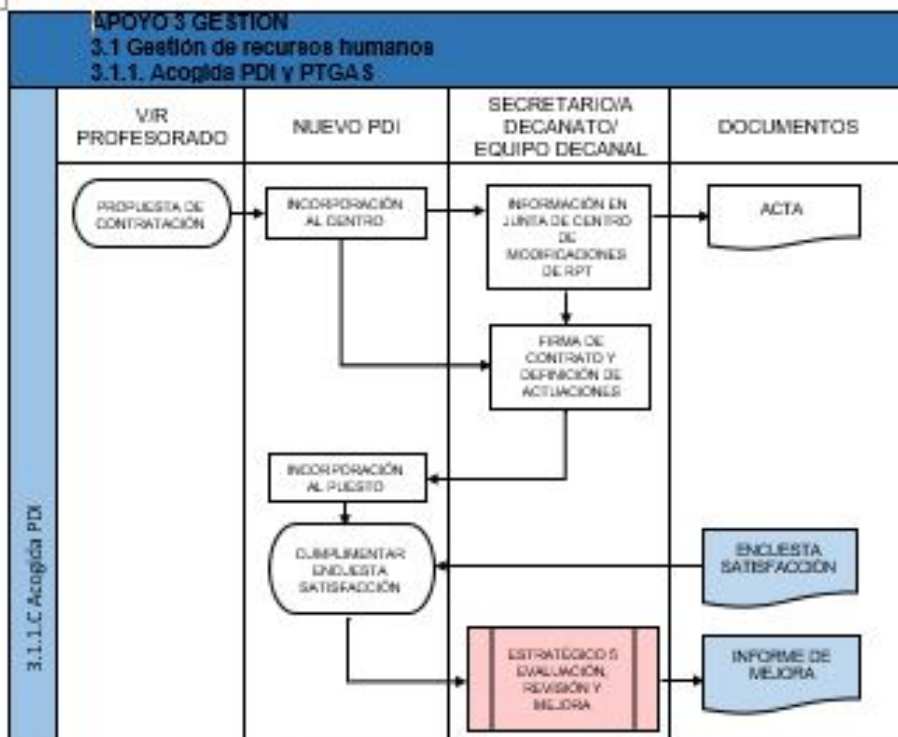 APOYO 3 GESTIÓN
3.1 Gestión de recursos humanos
3.1.1. Acogida PDI y PTGAS
V/R
PROFESORADO
NUEVO PDI
SECRETARIO/A
DECANATO/
EQUIPO DECANAL
DOCUMENTOS
PROPUESTA DE
CONTRATACIÓN
INCORPORACIÓN
AL CENTRO
INFORMACIÓN EN
JUNTA DE CENTRO
DE
MODIFICACIONES
DE RPT
ACTA
FIRMA DE
CONTRATO Y
DEFINICIÓN DE
ACTUACIONES
INCORPORACIÓN
AL PUESTO
CUMPLIMENTAR
ENCUESTA
SATISFACCIÓN
ENCUESTA
SATISFACCIÓN
ESTRATÉGICO 5
EVALUACIÓN,
REVISIÓN Y
MEJORA
INFORME DE
MEJORA
3.1.1.C Acogida PDI